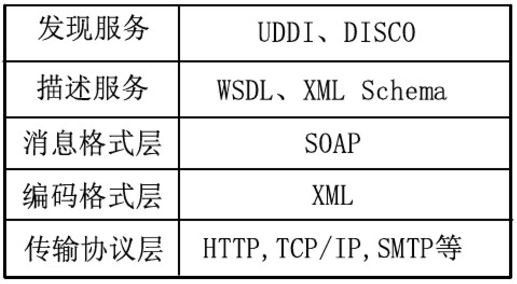 发现服务 UDDI、DISCO
描述服务 WSDL、XML Schema
消息格式层 SOAP
编码格式层 XML
传输协议层 HTTP,TCP/IP,SMTP等